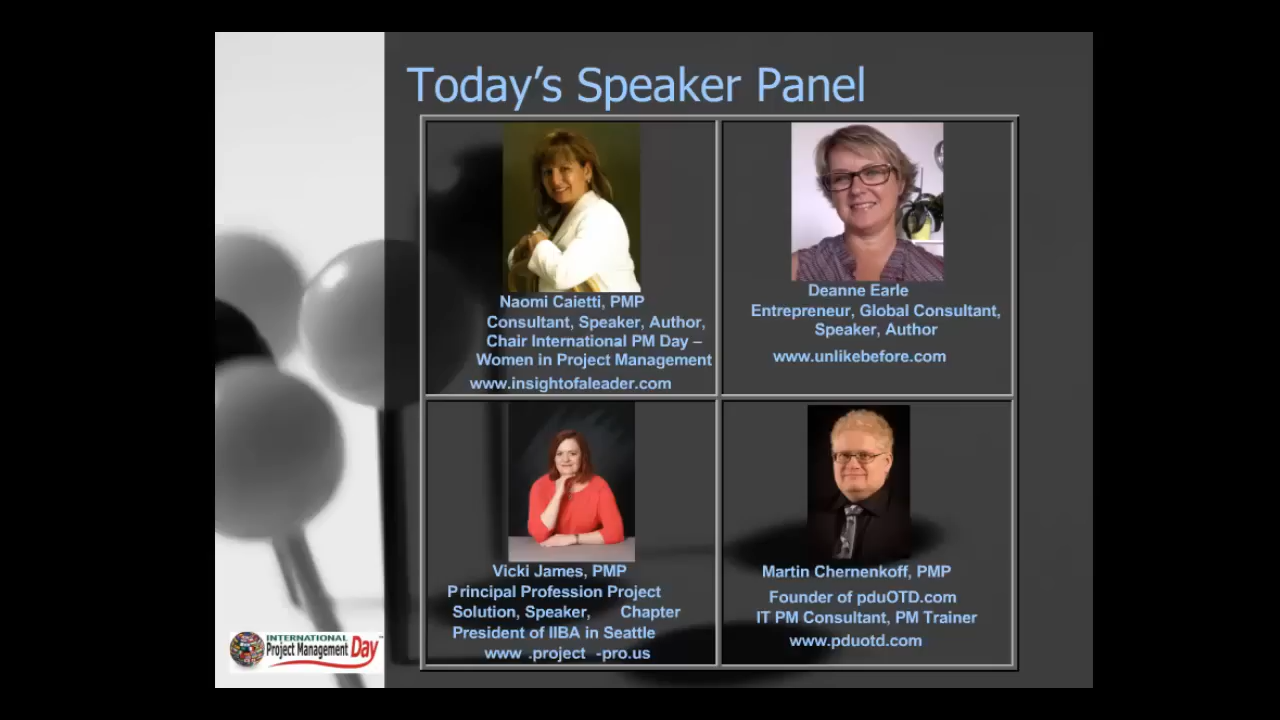 Today's Speaker Panel
Naomi Caietti, PMP
Consultant, Speaker, Author,
Chair International PM Day –
Women in Project Management
www.insightofaleader.com
Deanne Earle
Entrepreneur, Global Consultant,
Speaker, Author
www.unlikebefore.com
Vicki James, PMP
Principal Profession Project
Solution, Speaker, Chapter
President of IIBA in Seattle
www .project -pro.us
Martin Chernenkoff, PMP
Founder of pduOTD.com
IT PM Consultant, PM Trainer
www.pduotd.com
INTERNATIONAL
Project Management Day